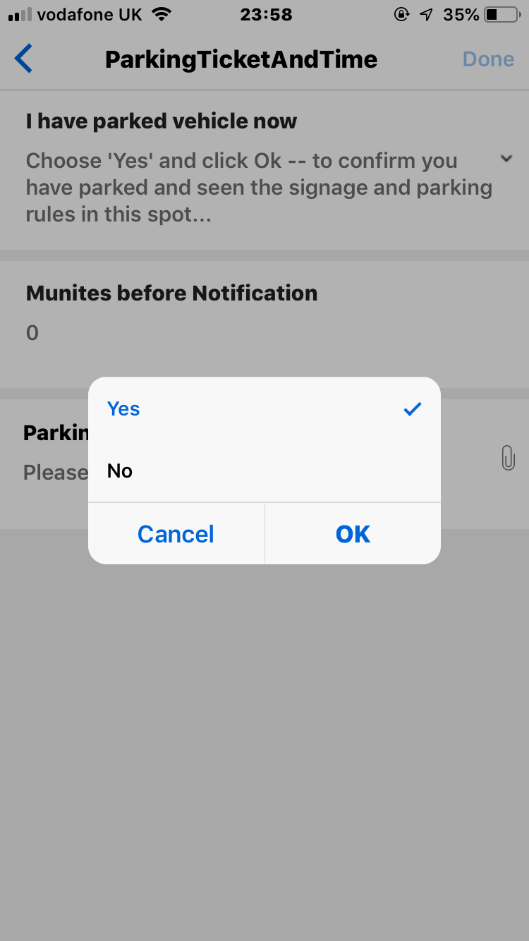 vodafone UK 23:58 35%
ParkingTicketAndTime Done
I have parked vehicle now
Choose 'Yes' and click Ok -- to confirm you
have parked and seen the signage and parking
rules in this spot...
Munites before Notification
0
Parkin
Please
Yes
No
Cancel OK